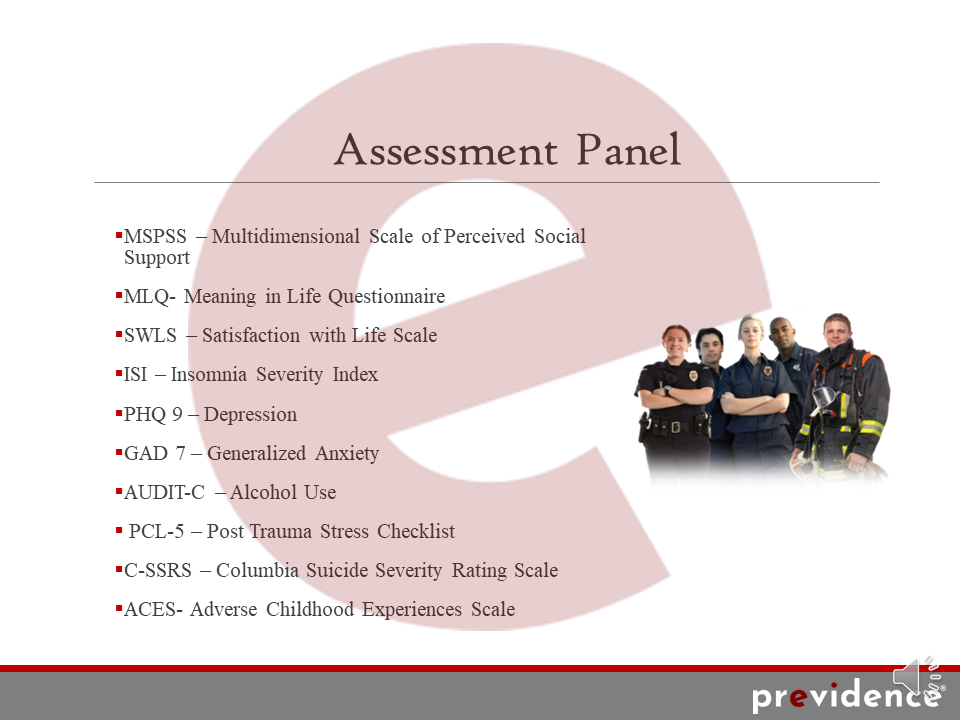 Assessment Panel
▪MSPSS – Multidimensional Scale of Perceived Social
Support
▪MLQ- Meaning in Life Questionnaire
▪SWLS – Satisfaction with Life Scale
▪ISI – Insomnia Severity Index
▪PHQ 9 – Depression
▪GAD 7 – Generalized Anxiety
▪AUDIT-C – Alcohol Use
▪ PCL-5 – Post Trauma Stress Checklist
▪C-SSRS – Columbia Suicide Severity Rating Scale
▪ACES- Adverse Childhood Experiences Scale
previdence®